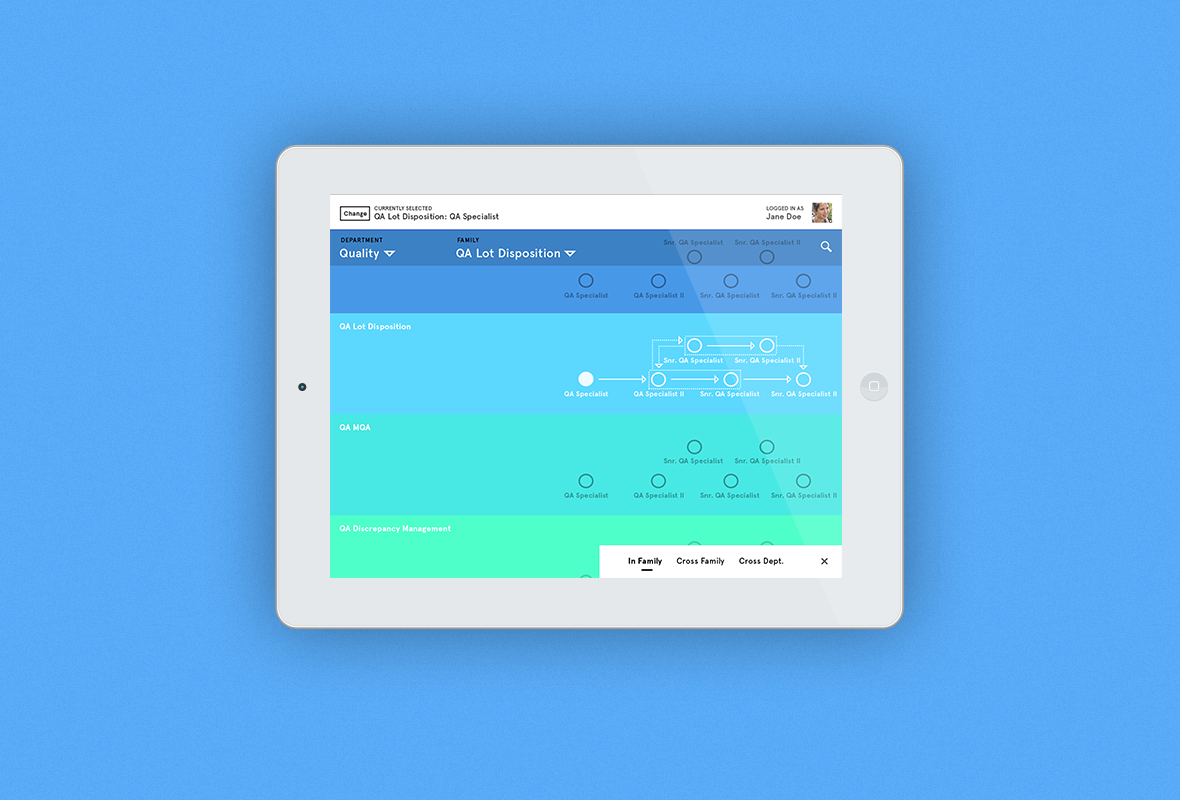 Change
CURRENTLY SELECTED
QA Lot Disposition: QA Specialist
LOGGED IN AS
Jane Doe
DEPARTMENT
Quality
FAMILY
QA Lot Disposition
Snr. QA Specialist Snr. QA Specialist II
QA Specialist QA Specialist II Snr. QA Specialist Snr. QA Specialist II
QA Lot Disposition
Snr. QA Specialist Snr. QA Specialist II
QA Specialist QA Specialist II Snr. QA Specialist Snr. QA Specialist II
QA MQA
Snr. QA Specialist Snr. QA Specialist II
QA Specialist QA Specialist II Snr. QA Specialist Snr. QA Specialist II
QA Discrepancy Management
In Family Cross Family Cross Dept.